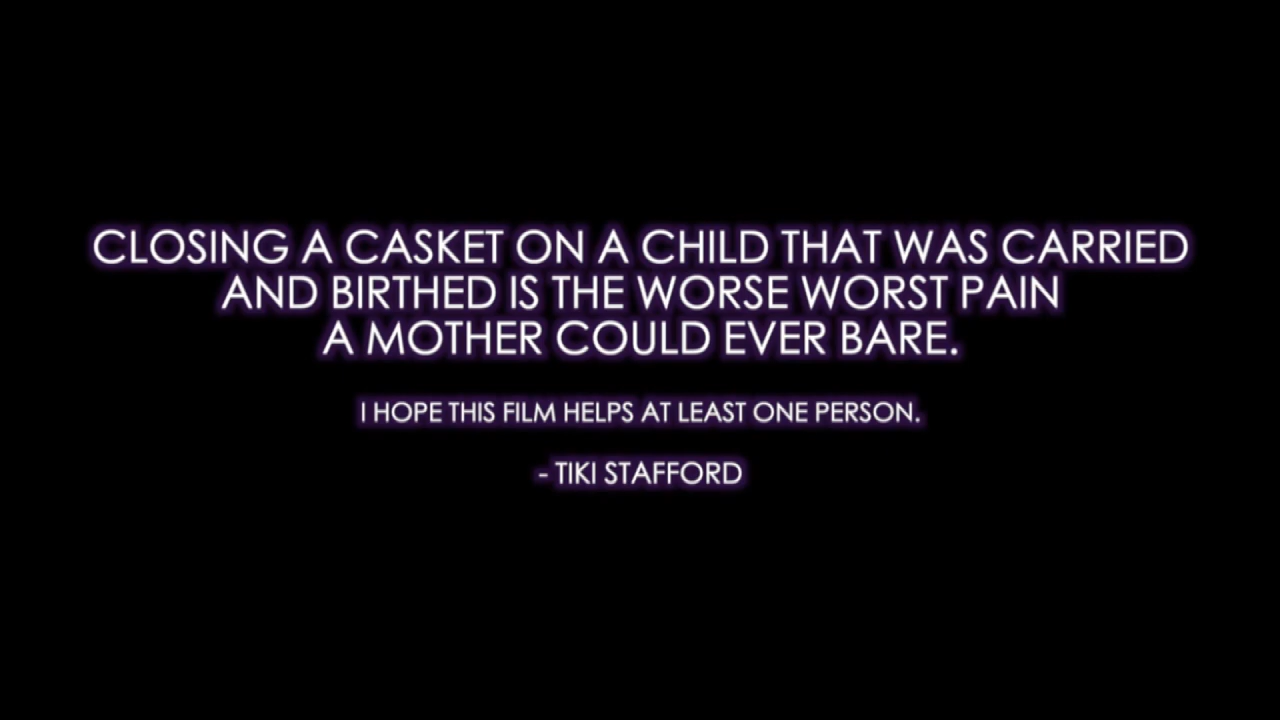 CLOSING A CASKET ON A CHILD THAT WAS CARRIED
AND BIRTHED IS THE WORSE WORST PAIN
A MOTHER COULD EVER BARE.
I HOPE THIS FILM HELPS AT LEAST ONE PERSON.
- TIKI STAFFORD